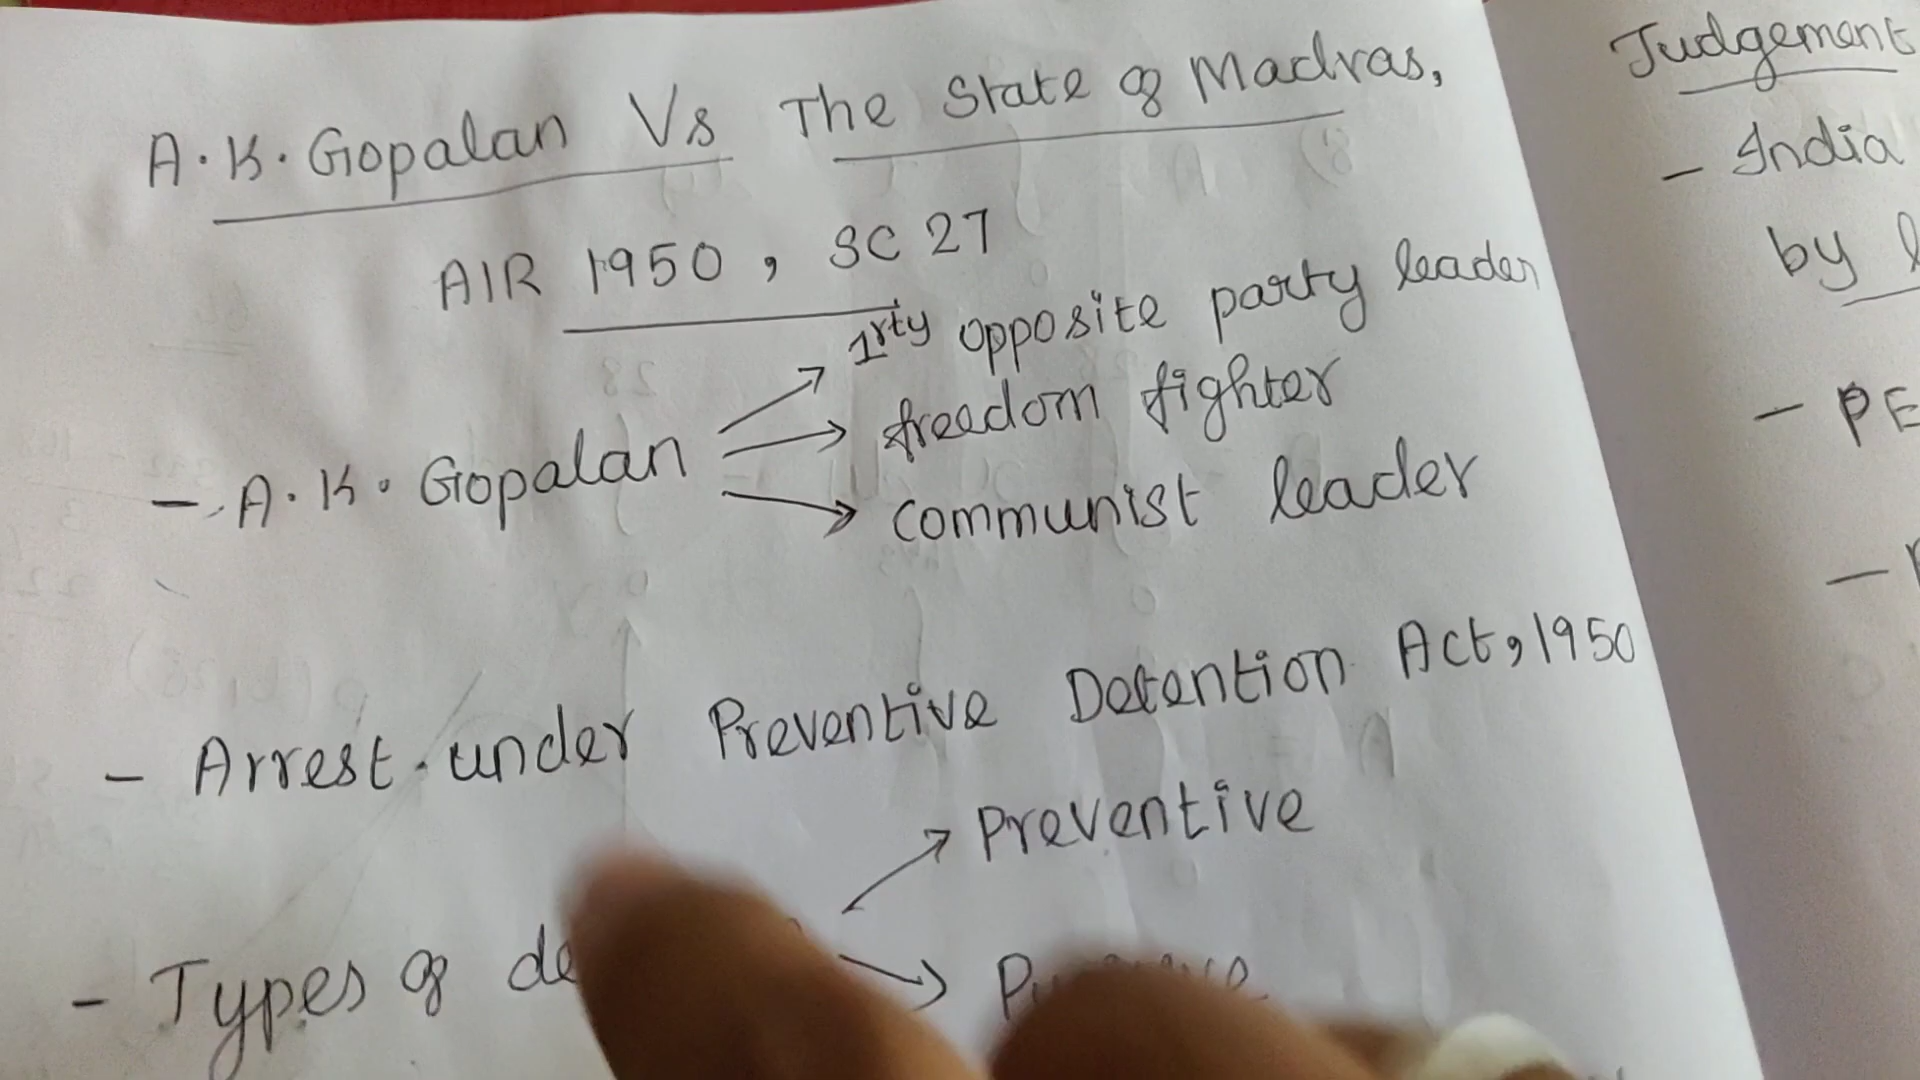 A.K. Gopalan Vs The State of Madras,
AIR 1950, SC 27
- A.K. Gopalan
→ 1rty opposite party leader
→ freedom fighter
→ communist leader
- Arrest under Preventive Detention Act, 1950
- Types of
→ Preventive
→
Judgement
- India
by
-
-